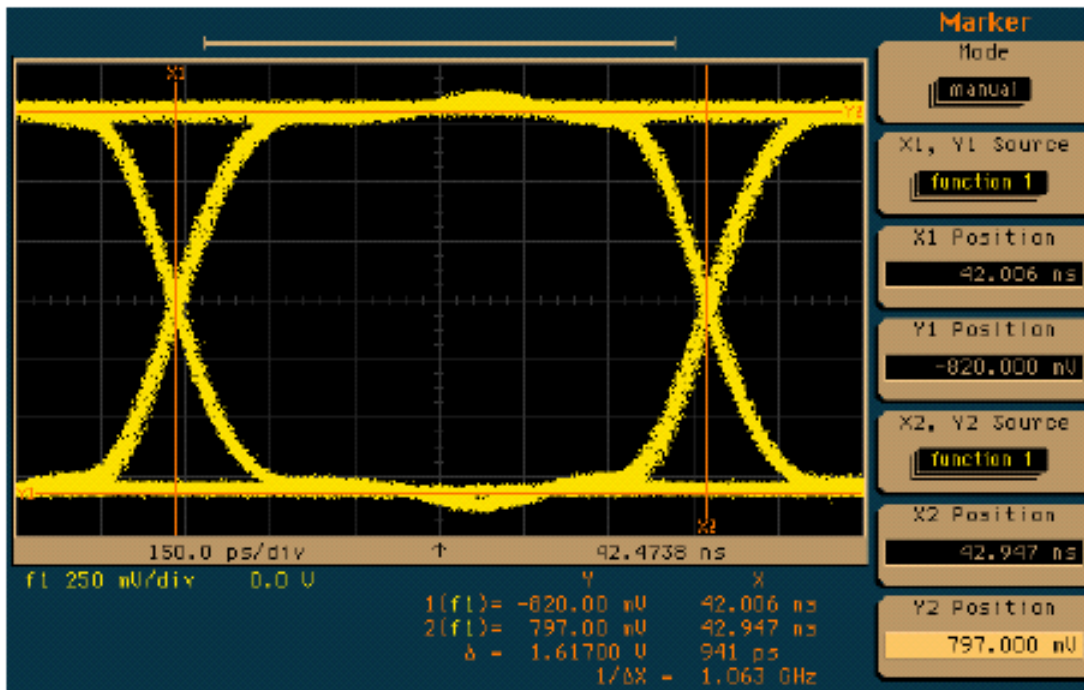 Marker
Mode
manual
X1, Y1 Source
function 1
X1 Position
42.006 ns
Y1 Position
-820.000 mV
X2, Y2 Source
function 1
X2 Position
42.947 ns
Y2 Position
797.000 mV
X1
Y2
Y1
X2
150.0 ps/div ↑ 42.4738 ns
f1 250 mV/div 0.0 V
Y X
1(f1)= -820.00 mV 42.006 ns
2(f1)= 797.00 mV 42.947 ns
Δ = 1.61700 V 941 ps
1/ΔX = 1.063 GHz